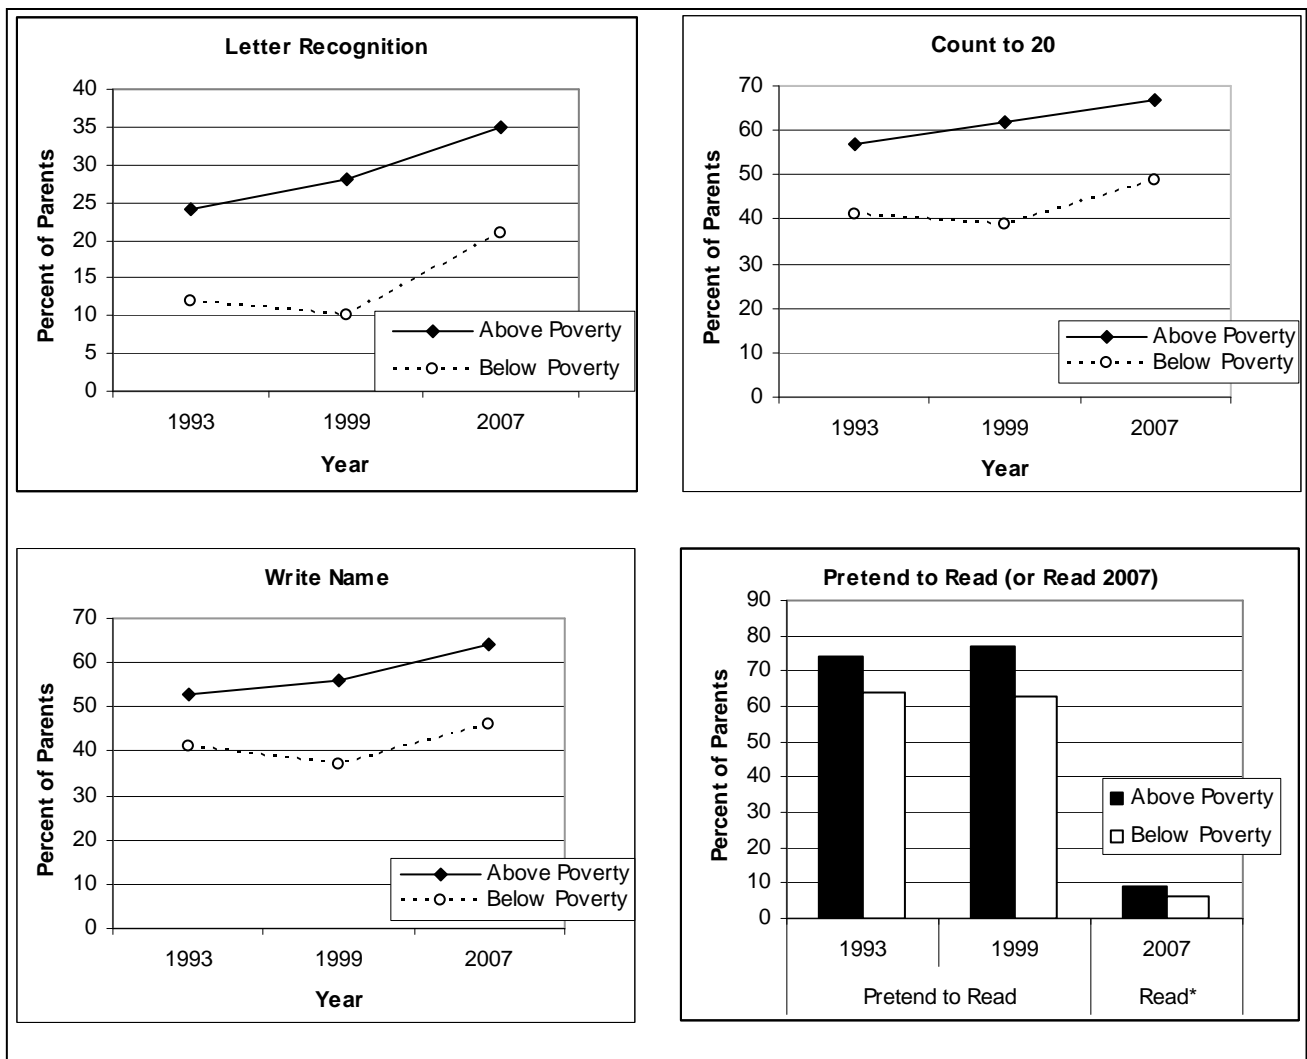 Letter Recognition
40
35
30
25
20
15
10
5
0
Percent of Parents
1993 1999 2007
Year
Above Poverty
Below Poverty
Count to 20
70
60
50
40
30
20
10
0
Percent of Parents
1993 1999 2007
Year
Above Poverty
Below Poverty
Write Name
70
60
50
40
30
20
10
0
Percent of Parents
1993 1999 2007
Year
Above Poverty
Below Poverty
Pretend to Read (or Read 2007)
90
80
70
60
50
40
30
20
10
0
Percent of Parents
1993 1999 2007
Pretend to Read Read*
Above Poverty
Below Poverty